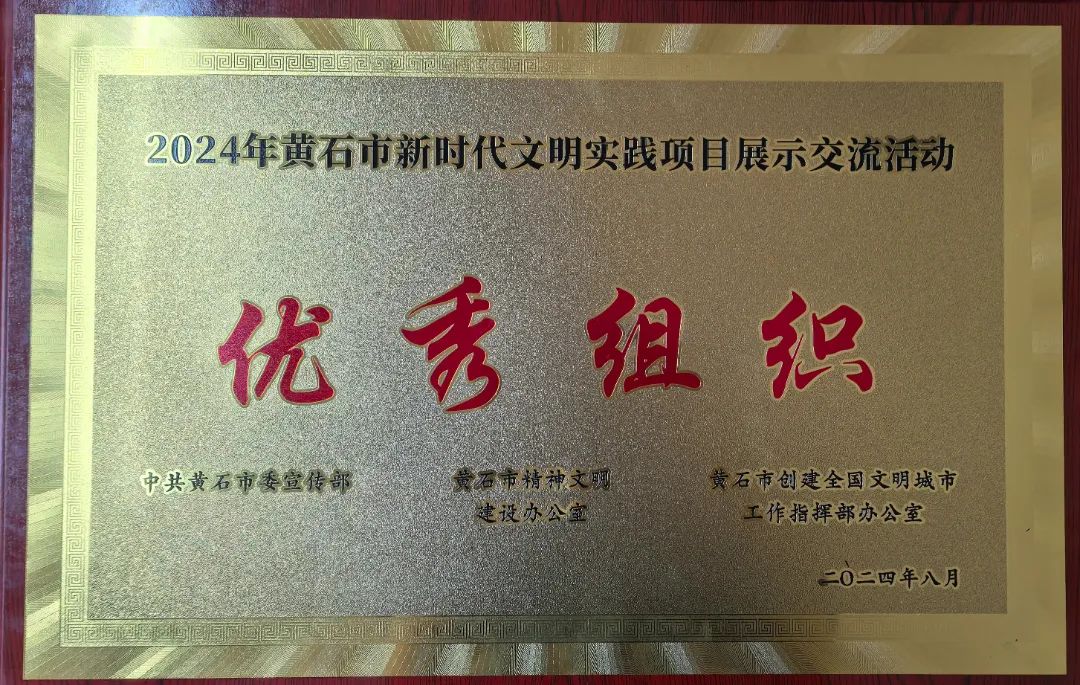 2024年黄石市新时代文明实践项目展示交流活动
优秀组织
中共黄石市委宣传部
黄石市精神文明
建设办公室
黄石市创建全国文明城市
工作指挥部办公室
二〇二四年八月